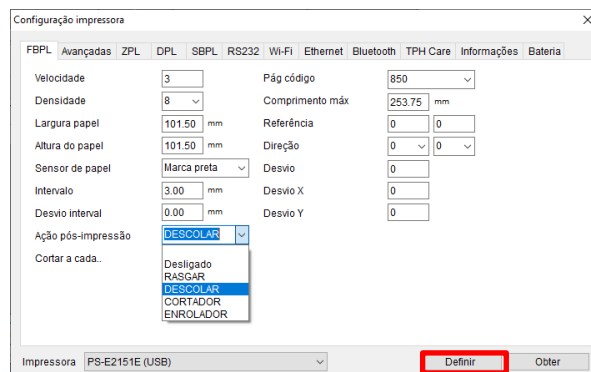 Configuração impressora
FBPL Avançadas ZPL DPL SBPL RS232 Wi-Fi Ethernet Bluetooth TPH Care Informações Bateria
Velocidade 3 Pág código 850
Densidade 8 Comprimento máx 253.75 mm
Largura papel 101.50 mm Referência 0 0
Altura do papel 101.50 mm Direção 0 0
Sensor de papel Marca preta Desvio 0
Intervalo 3.00 mm Desvio X 0
Desvio interval 0.00 mm Desvio Y 0
Ação pós-impressão DESCOLAR
Cortar a cada..
Desligado
RASGAR
DESCOLAR
CORTADOR
ENROLADOR
Impressora PS-E2151E (USB) Definir Obter